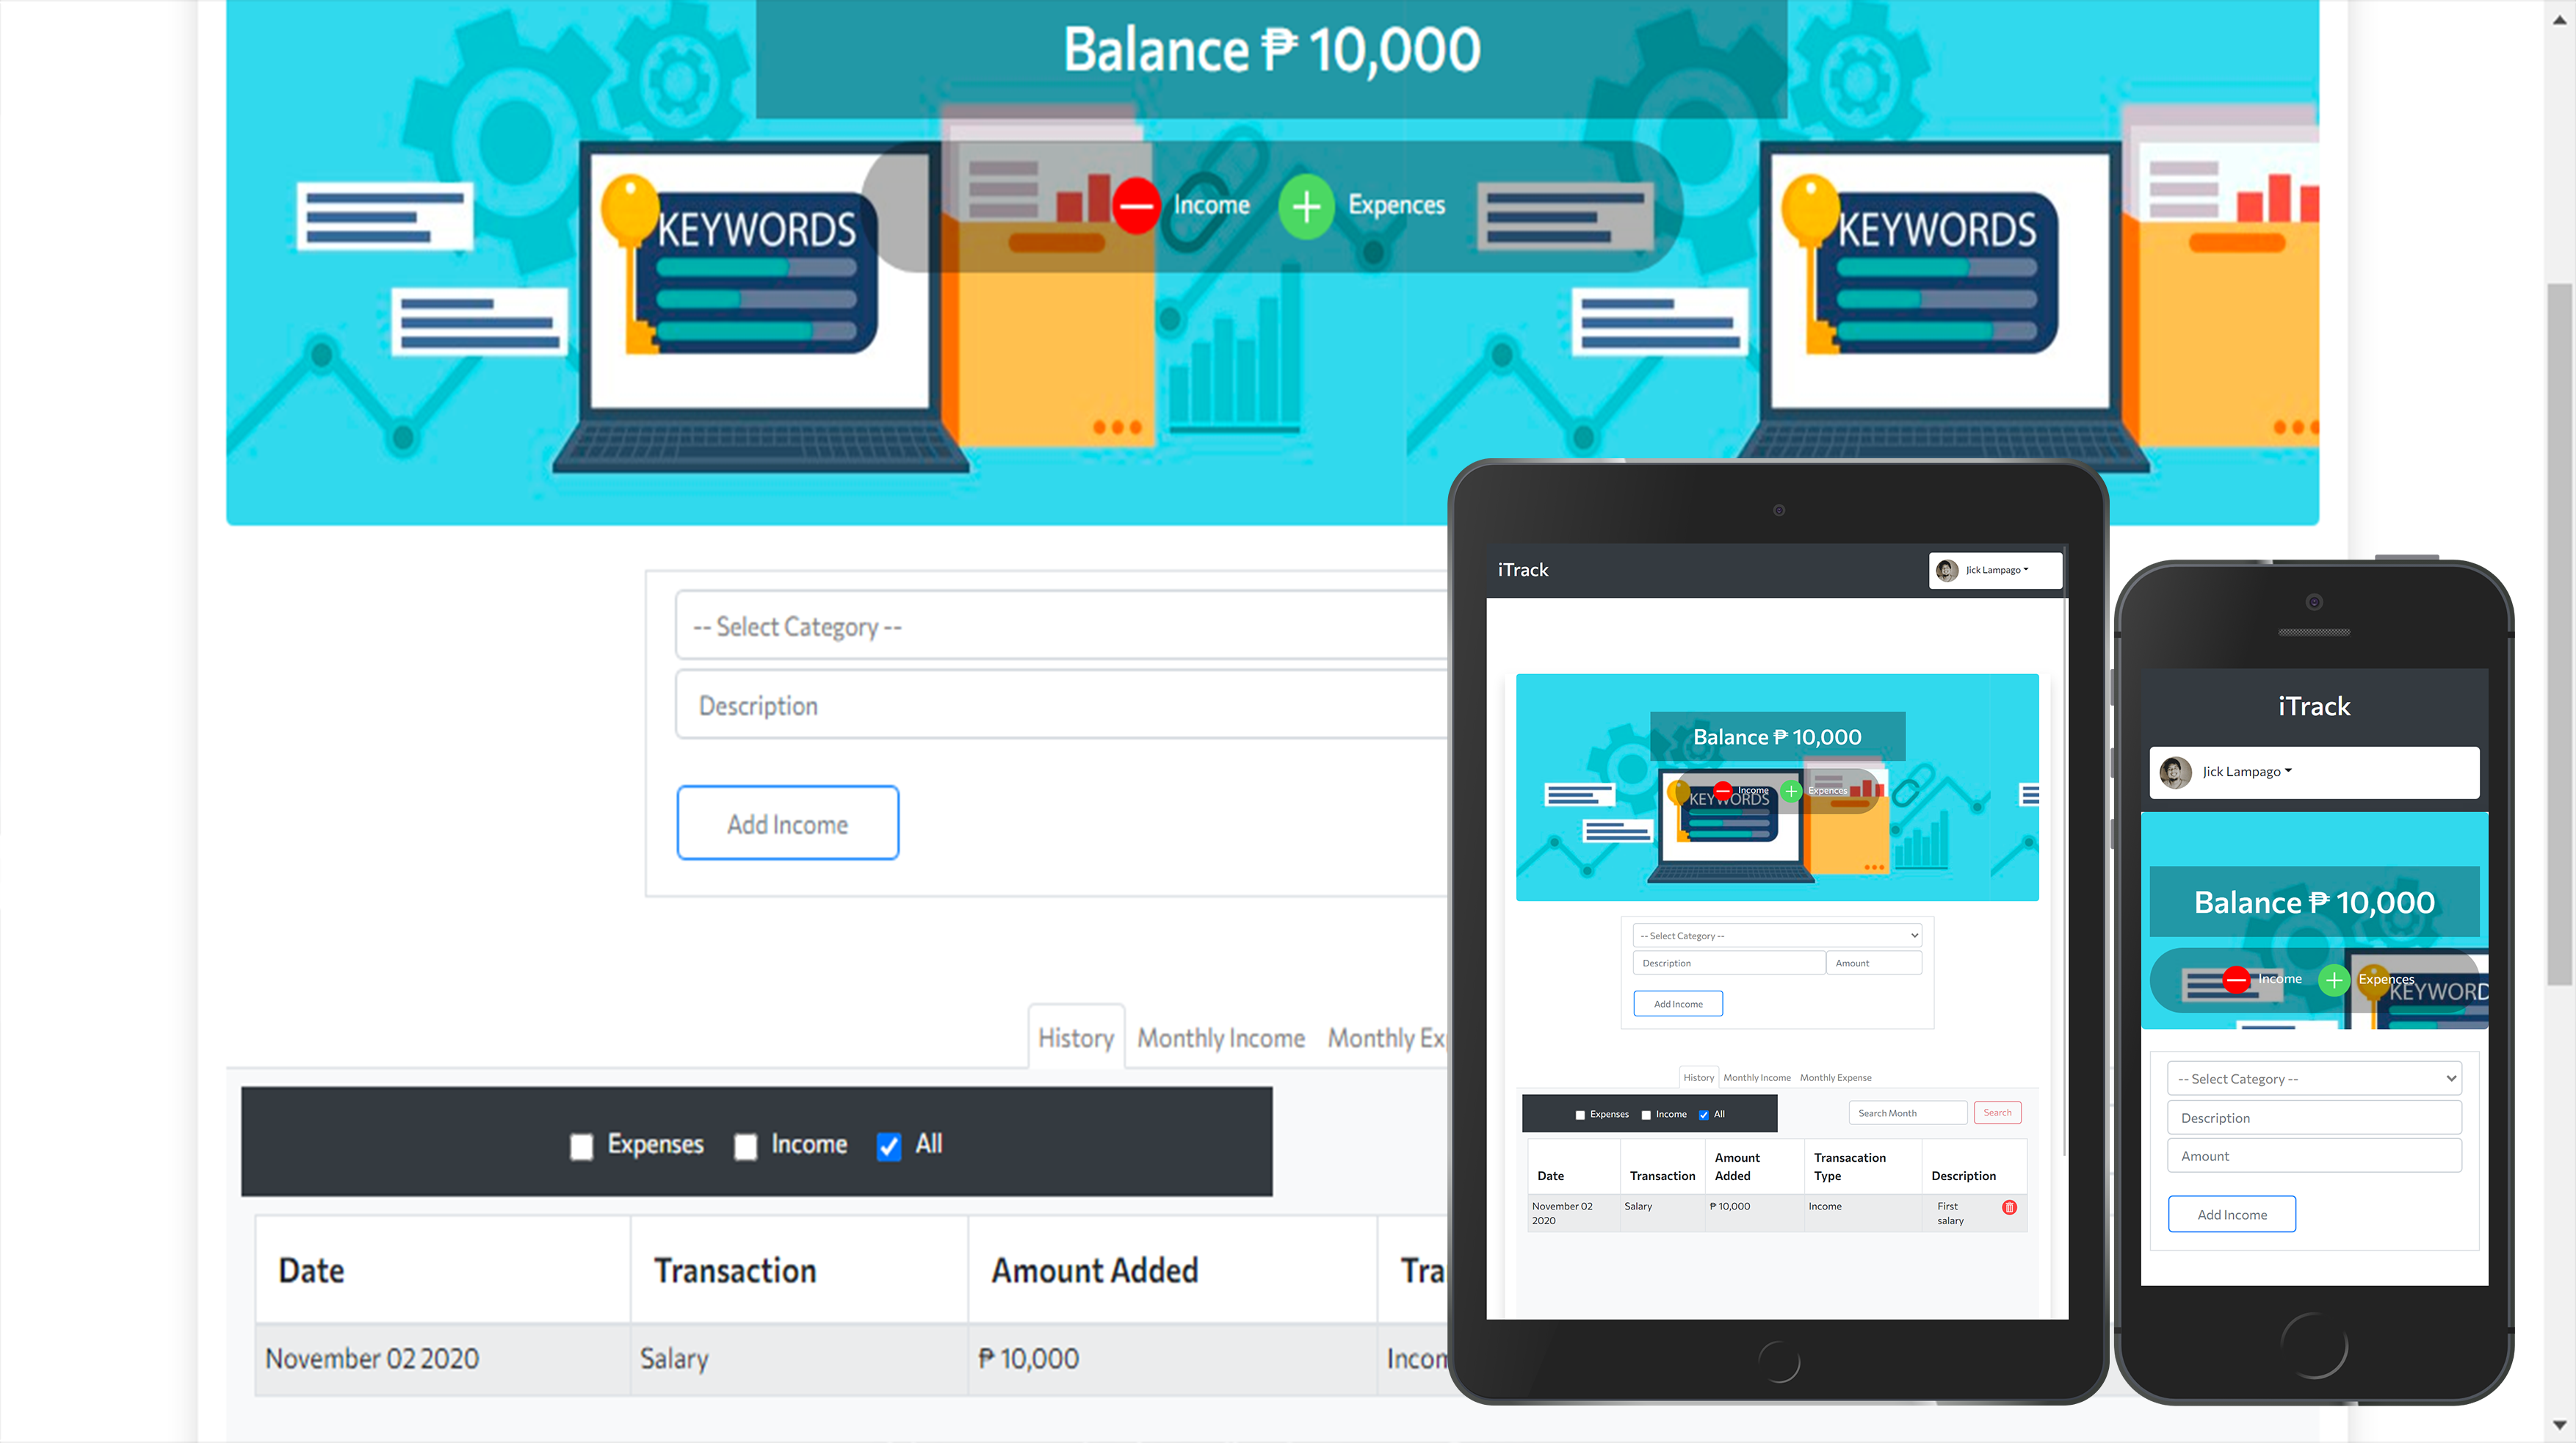 Balance ₱ 10,000
KEYWORDS
Income
Expences
KEYWORDS
-- Select Category --
Description
Add Income
History
Monthly Income
Monthly Ex
Expenses
Income
All
Date
Transaction
Amount Added
Tra
November 02 2020
Salary
₱ 10,000
Incom
iTrack
Jick Lampago
Balance ₱ 10,000
KEYWORDS
Income
Expences
-- Select Category --
Description
Amount
Add Income
History
Monthly Income
Monthly Expense
Expenses
Income
All
Search Month
Search
Date
Transaction
Amount
Added
Transacation
Type
Description
November 02
2020
Salary
₱ 10,000
Income
First
salary
iTrack
Jick Lampago
Balance ₱ 10,000
Income
Expences
KEYWORD
-- Select Category --
Description
Amount
Add Income